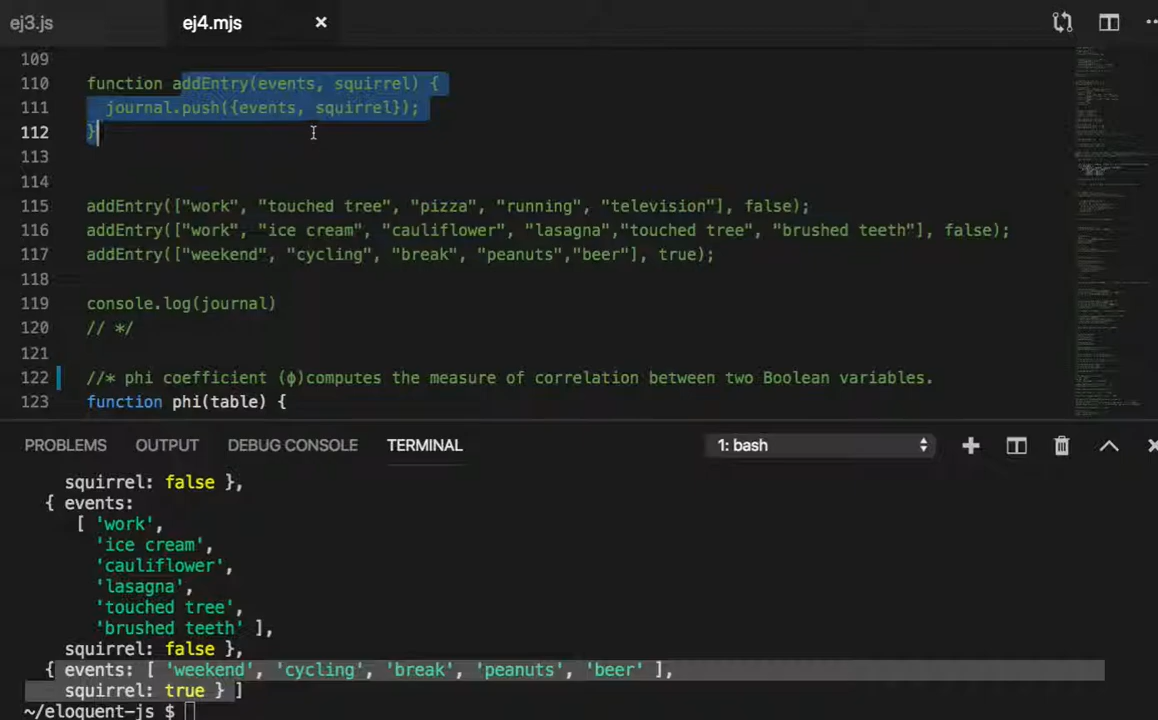 ej3.js ej4.mjs
109
110 function addEntry(events, squirrel) {
111 journal.push({events, squirrel});
112 }
113
114
115 addEntry(["work", "touched tree", "pizza", "running", "television"], false);
116 addEntry(["work", "ice cream", "cauliflower", "lasagna","touched tree", "brushed teeth"], false);
117 addEntry(["weekend", "cycling", "break", "peanuts","beer"], true);
118
119 console.log(journal)
120 // */
121
122 //* phi coefficient (ϕ)computes the measure of correlation between two Boolean variables.
123 function phi(table) {
PROBLEMS OUTPUT DEBUG CONSOLE TERMINAL 1: bash
squirrel: false },
{ events:
[ 'work',
'ice cream',
'cauliflower',
'lasagna',
'touched tree',
'brushed teeth' ],
squirrel: false },
{ events: [ 'weekend', 'cycling', 'break', 'peanuts', 'beer' ],
squirrel: true } ]
~/eloquent-js $